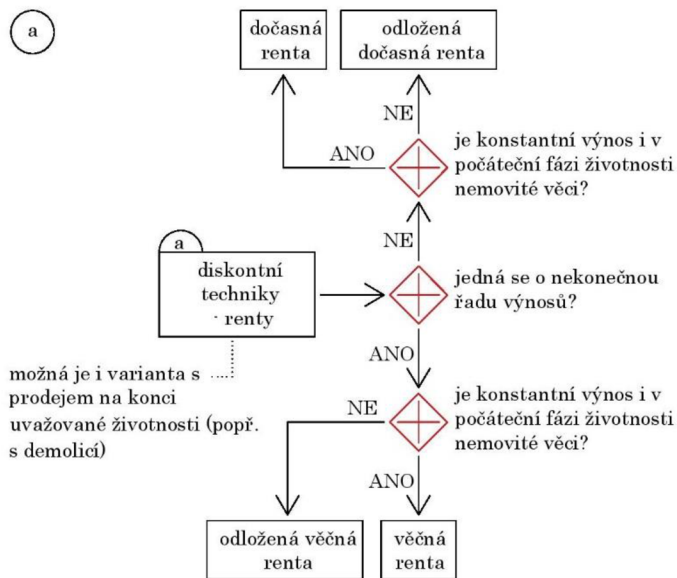 a
dočasná
renta
odložená
dočasná renta
NE
ANO
je konstantní výnos i v
počáteční fázi životnosti
nemovité věci?
NE
a
diskontní
techniky
- renty
jedná se o nekonečnou
řadu výnosů?
ANO
možná je i varianta s
prodejem na konci
uvažované životnosti (popř.
s demolicí)
NE
je konstantní výnos i v
počáteční fázi životnosti
nemovité věci?
ANO
odložená věčná
renta
věčná
renta